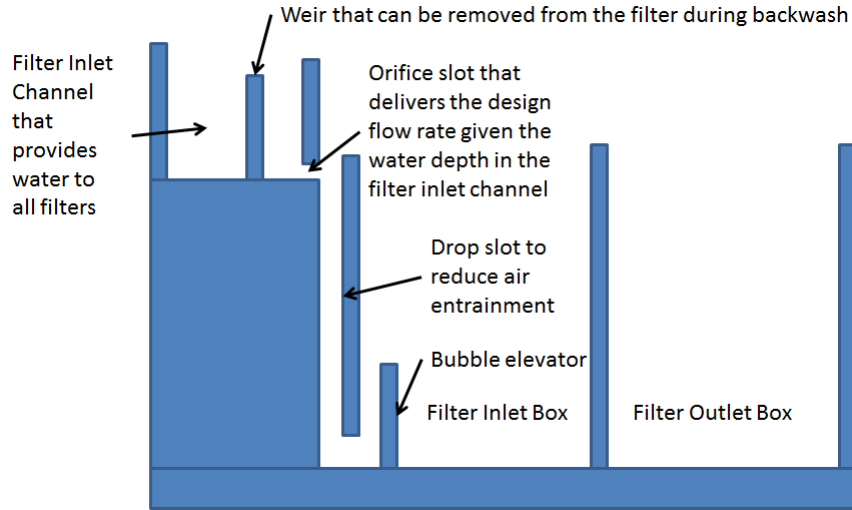 Weir that can be removed from the filter during backwash
Filter Inlet
Channel
that
provides
water to
all filters
Orifice slot that
delivers the design
flow rate given the
water depth in the
filter inlet channel
Drop slot to
reduce air
entrainment
Bubble elevator
Filter Inlet Box
Filter Outlet Box